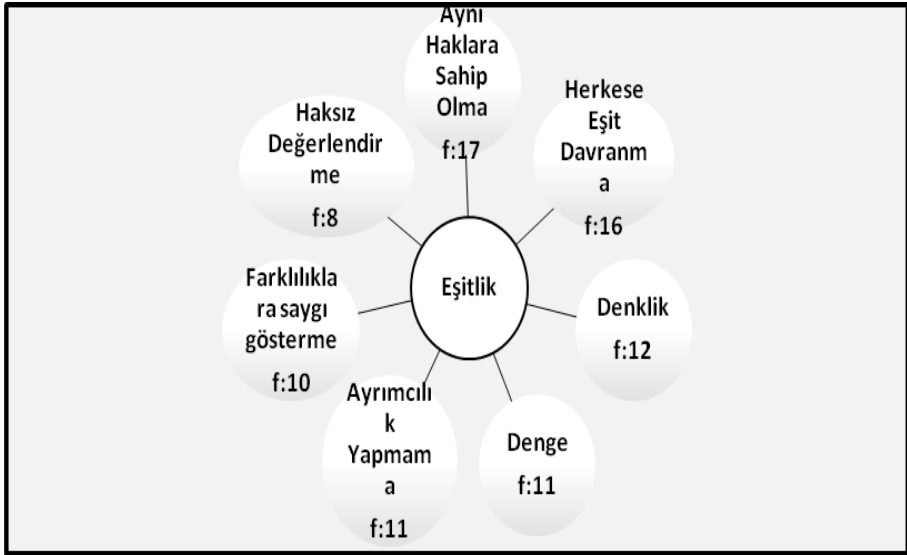 Aynı
Haklara
Sahip
Olma
f:17
Herkese
Eşit
Davranm
a
f:16
Haksız
Değerlendir
me
f:8
Eşitlik
Farklılıkla
ra saygı
gösterme
f:10
Denklik
f:12
Ayrımcılı
k
Yapmam
a
f:11
Denge
f:11